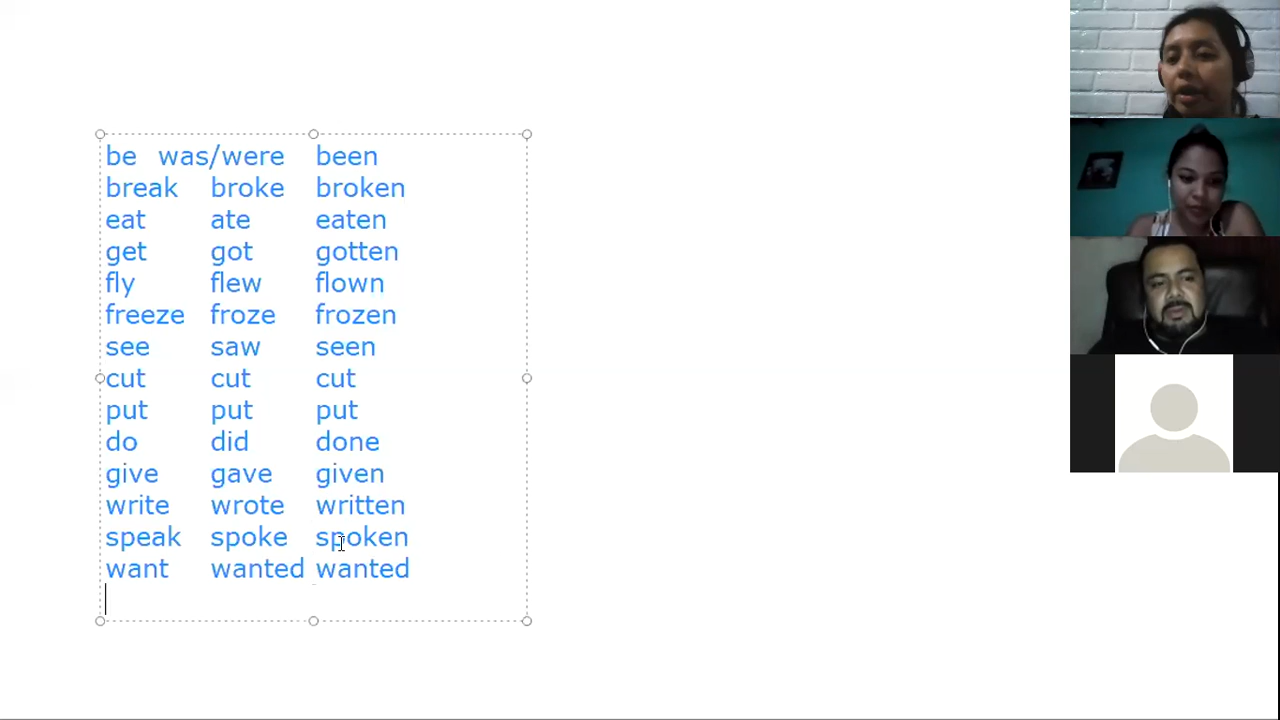 be was/were been
break broke broken
eat ate eaten
get got gotten
fly flew flown
freeze froze frozen
see saw seen
cut cut cut
put put put
do did done
give gave given
write wrote written
speak spoke spoken
want wanted wanted